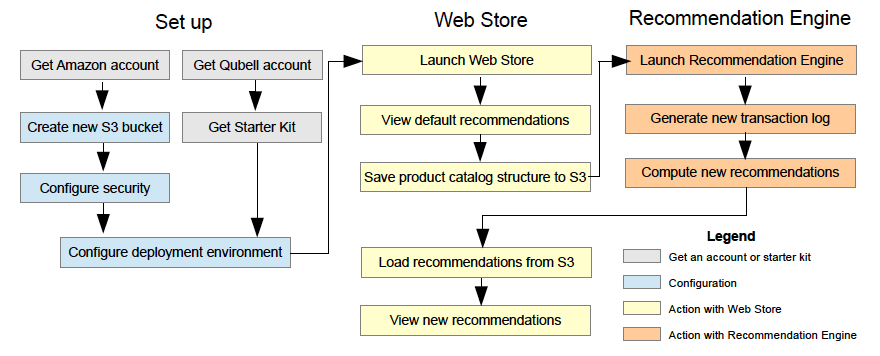 Set up
Web Store
Recommendation Engine
Get Amazon account
Get Qubell account
Launch Web Store
Launch Recommendation Engine
Create new S3 bucket
Get Starter Kit
View default recommendations
Generate new transaction log
Configure security
Save product catalog structure to S3
Compute new recommendations
Configure deployment environment
Load recommendations from S3
View new recommendations
Legend
Get an account or starter kit
Configuration
Action with Web Store
Action with Recommendation Engine